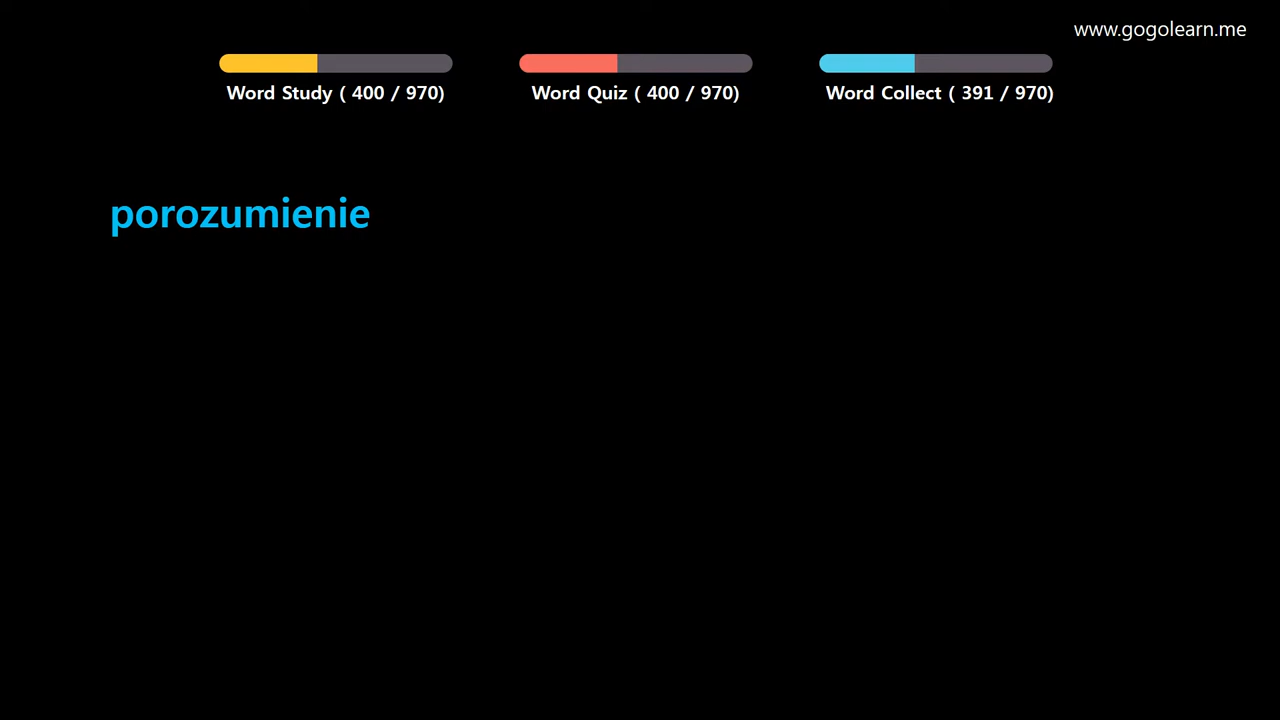 www.gogolearn.me
Word Study ( 400 / 970)
Word Quiz ( 400 / 970)
Word Collect ( 391 / 970)
porozumienie